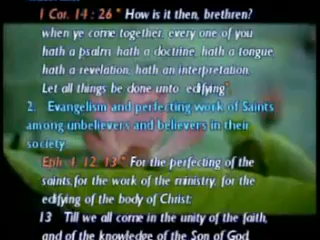 1 Cor. 14 : 26 " How is it then, brethren?
when ye come together, every one of you
hath a psalm, hath a doctrine, hath a tongue,
hath a revelation, hath an interpretation.
Let all things be done unto edifying".
2. Evangelism and perfecting work of Saints
among unbelievers and believers in their
society
Eph 1, 12, 13 " For the perfecting of the
saints, for the work of the ministry, for the
edifying of the body of Christ:
13 Till we all come in the unity of the faith,
and of the knowledge of the Son of God